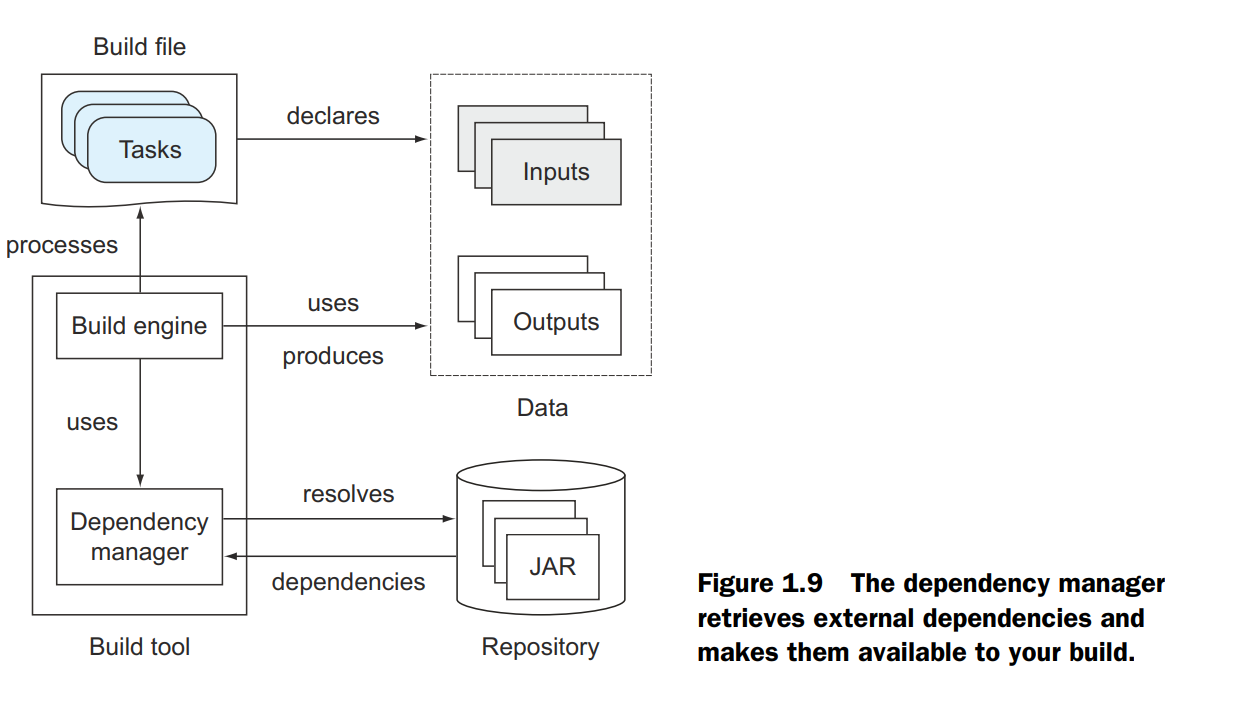 Build file
Tasks
declares
Inputs
processes
Build engine
uses
produces
Outputs
Data
uses
Dependency
manager
resolves
dependencies
JAR
Build tool
Repository
Figure 1.9 The dependency manager
retrieves external dependencies and
makes them available to your build.